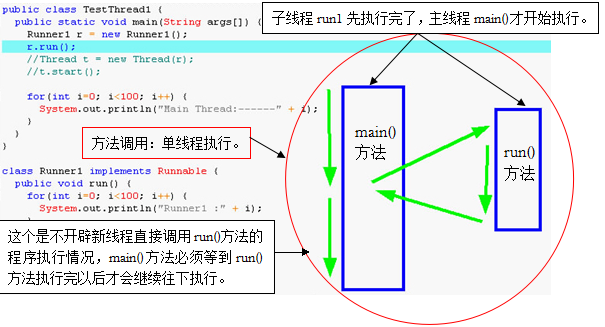 public class TestThread1 {
public static void main(String args[]) {
Runner1 r = new Runner1();
r.run();
//Thread t = new Thread(r);
//t.start();
for(int i=0; i<100; i++) {
System.out.println("Main Thread:------" + i);
}
}
}
class Runner1 implements Runnable {
public void run() {
for(int i=0; i<100; i++) {
System.out.println("Runner1 :" + i);
}
子线程 run1 先执行完了，主线程 main()才开始执行。
方法调用：单线程执行。
main()
方法
run()
方法
这个是不开辟新线程直接调用 run()方法的
程序执行情况，main()方法必须等到 run()
方法执行完以后才会继续往下执行。